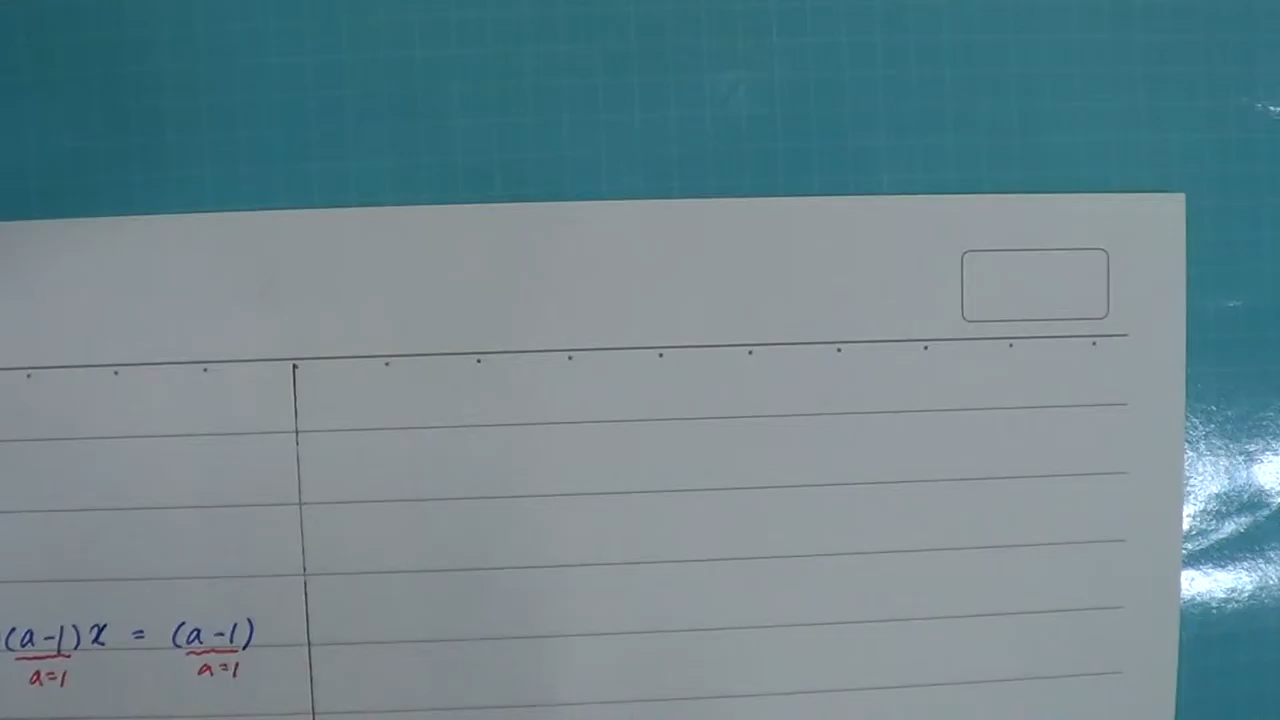 (a-1)x = (a-1)
a=1 a=1